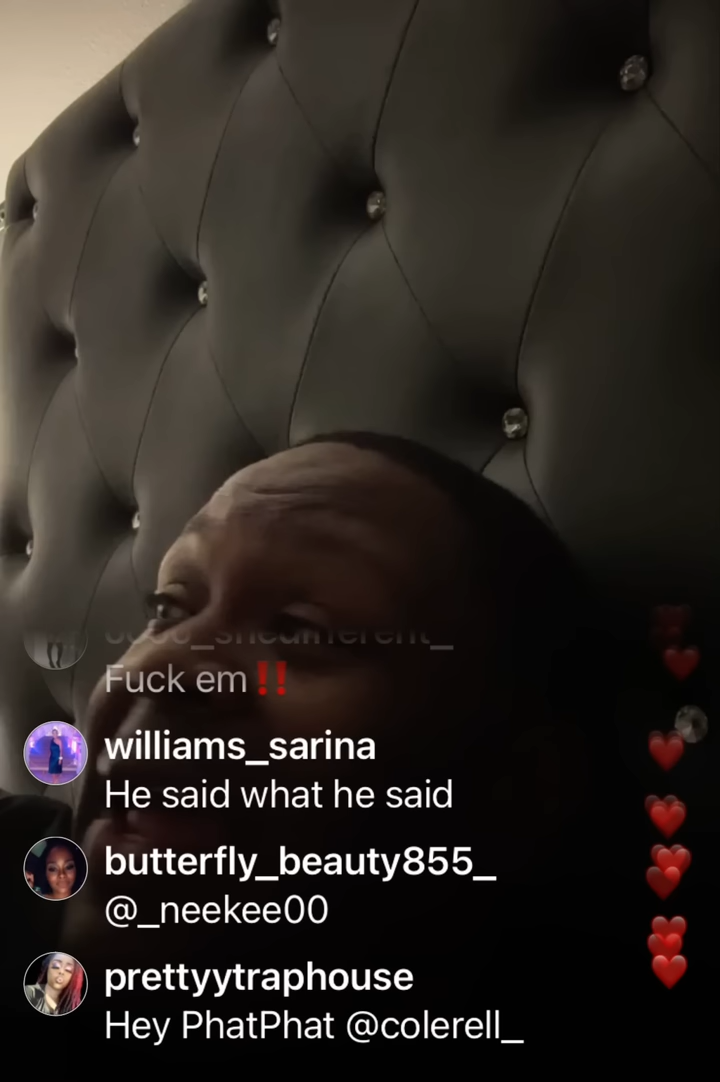 Fuck em‼️
williams_sarina
He said what he said
butterfly_beauty855_
@_neekee00
prettyytraphouse
Hey PhatPhat @colerell_